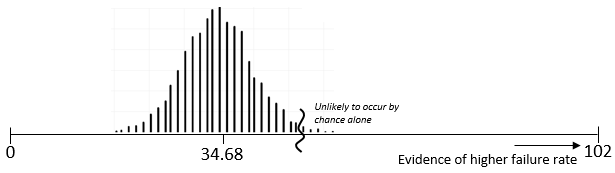 Unlikely to occur by
chance alone
0
34.68
Evidence of higher failure rate
102